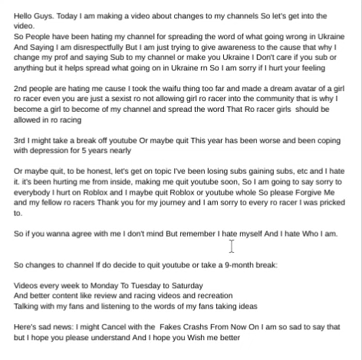 Hello Guys. Today I am making a video about changes to my channels So let's get into the
video.
So People have been hating my channel for spreading the word of what going wrong in Ukraine
And Saying I am disrespectfully But I am just trying to give awareness to the cause that why I
change my prof and saying Sub to my channel or make you Ukraine I Don't care if you sub or
anything but it helps spread what going on in Ukraine rn So I am sorry if I hurt your feeling
2nd people are hating me cause I took the waifu thing too far and made a dream avatar of a girl
ro racer even you are just a sexist ro not allowing girl ro racer into the community that is why I
become a girl to become of my channel and spread the word That Ro racer girls should be
allowed in ro racing
3rd I might take a break off youtube Or maybe quit This year has been worse and been coping
with depression for 5 years nearly
Or maybe quit, to be honest, let's get on topic I've been losing subs gaining subs, etc and I hate
it. it's been hurting me from inside, making me quit youtube soon, So I am going to say sorry to
everybody I hurt on Roblox and I maybe quit Roblox or youtube whole So please Forgive Me
and my fellow ro racers Thank you for my journey and I am sorry to every ro racer I was pricked
to.
So if you wanna agree with me I don't mind But remember I hate myself And I hate Who I am.
So changes to channel If do decide to quit youtube or take a 9-month break:
Videos every week to Monday To Tuesday to Saturday
And better content like review and racing videos and recreation
Talking with my fans and listening to the words of my fans taking ideas
Here's sad news: I might Cancel with the Fakes Crashs From Now On I am so sad to say that
but I hope you please understand And I hope you Wish me better